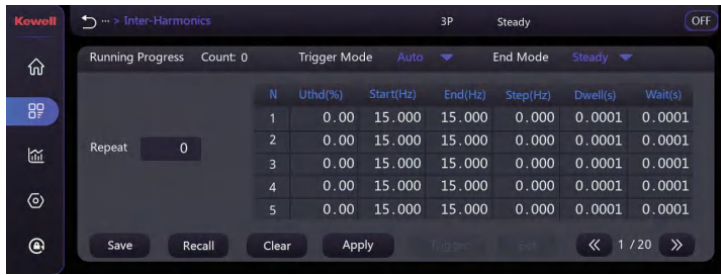 Kewell ··· > Inter-Harmonics 3P Steady OFF
Running Progress Count: 0 Trigger Mode Auto End Mode Steady
N Uthd(%) Start(Hz) End(Hz) Step(Hz) Dwell(s) Wait(s)
1 0.00 15.000 15.000 0.000 0.0001 0.0001
2 0.00 15.000 15.000 0.000 0.0001 0.0001
Repeat 0
3 0.00 15.000 15.000 0.000 0.0001 0.0001
4 0.00 15.000 15.000 0.000 0.0001 0.0001
5 0.00 15.000 15.000 0.000 0.0001 0.0001
Save Recall Clear Apply Trigger Exit « 1 / 20 »